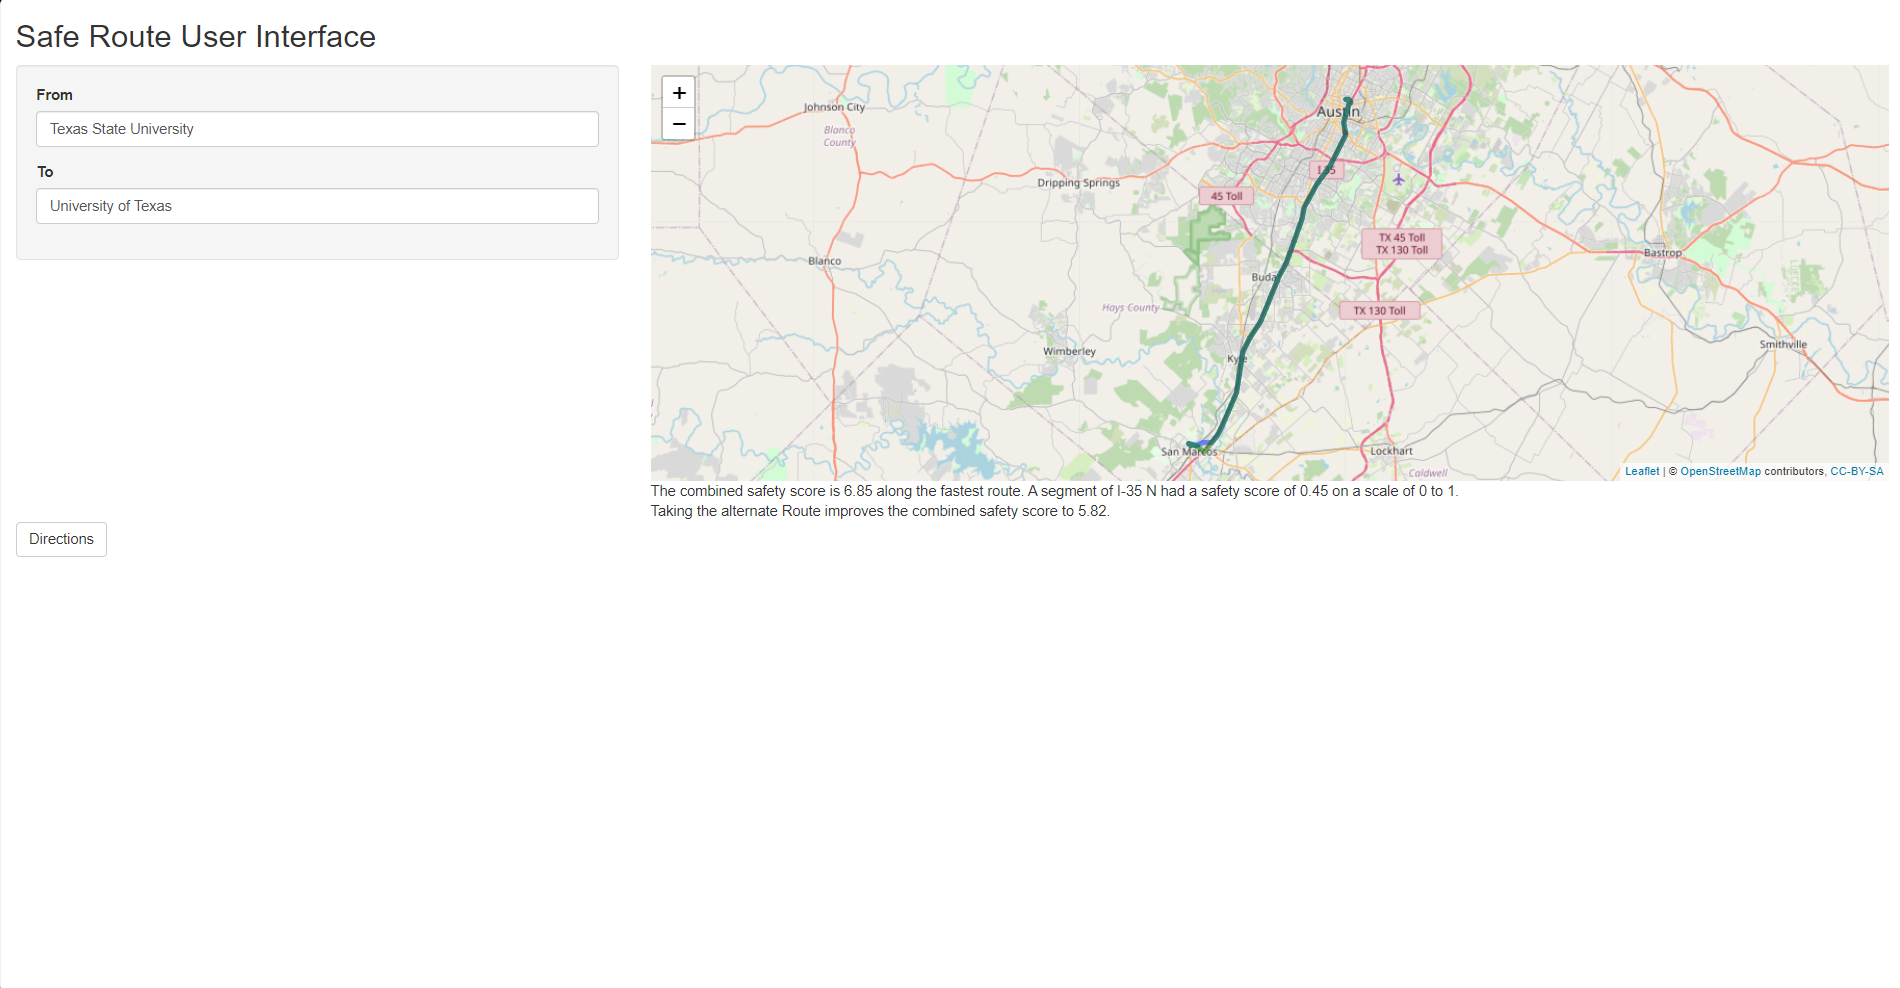 Safe Route User Interface
From
Texas State University
To
University of Texas
+
−
Johnson City
Blanco
County
Austin
Dripping Springs
I 35
45 Toll
TX 45 Toll
TX 130 Toll
Bastrop
Blanco
Buda
Hays County
TX 130 Toll
Wimberley
Kyle
Smithville
San Marcos
Lockhart
Caldwell
Leaflet | © OpenStreetMap contributors, CC-BY-SA
The combined safety score is 6.85 along the fastest route. A segment of I-35 N had a safety score of 0.45 on a scale of 0 to 1.
Taking the alternate Route improves the combined safety score to 5.82.
Directions